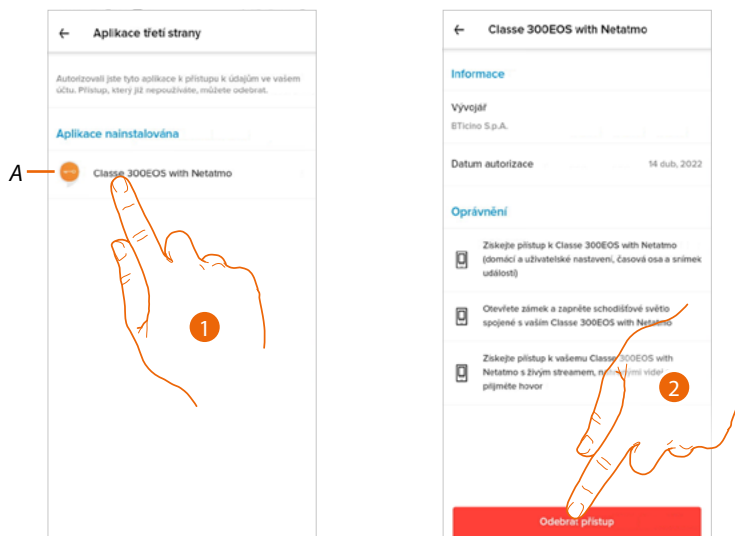 ← Aplikace třetí strany
Autorizovali jste tyto aplikace k přístupu k údajům ve vašem
účtu. Přístup, který již nepoužíváte, můžete odebrat.
Aplikace nainstalována
A
Classe 300EOS with Netatmo
1
← Classe 300EOS with Netatmo
Informace
Vývojář
BTicino S.p.A.
Datum autorizace 14 dub, 2022
Oprávnění
Získejte přístup k Classe 300EOS with Netatmo
(domácí a uživatelské nastavení, časová osa a snímek
události)
Otevřete zámek a zapněte schodišťové světlo
spojené s vaším Classe 300EOS with Netatmo
Získejte přístup k vašemu Classe 300EOS with
Netatmo s živým streamem,
přijměte hovor
2
Odebrat přístup